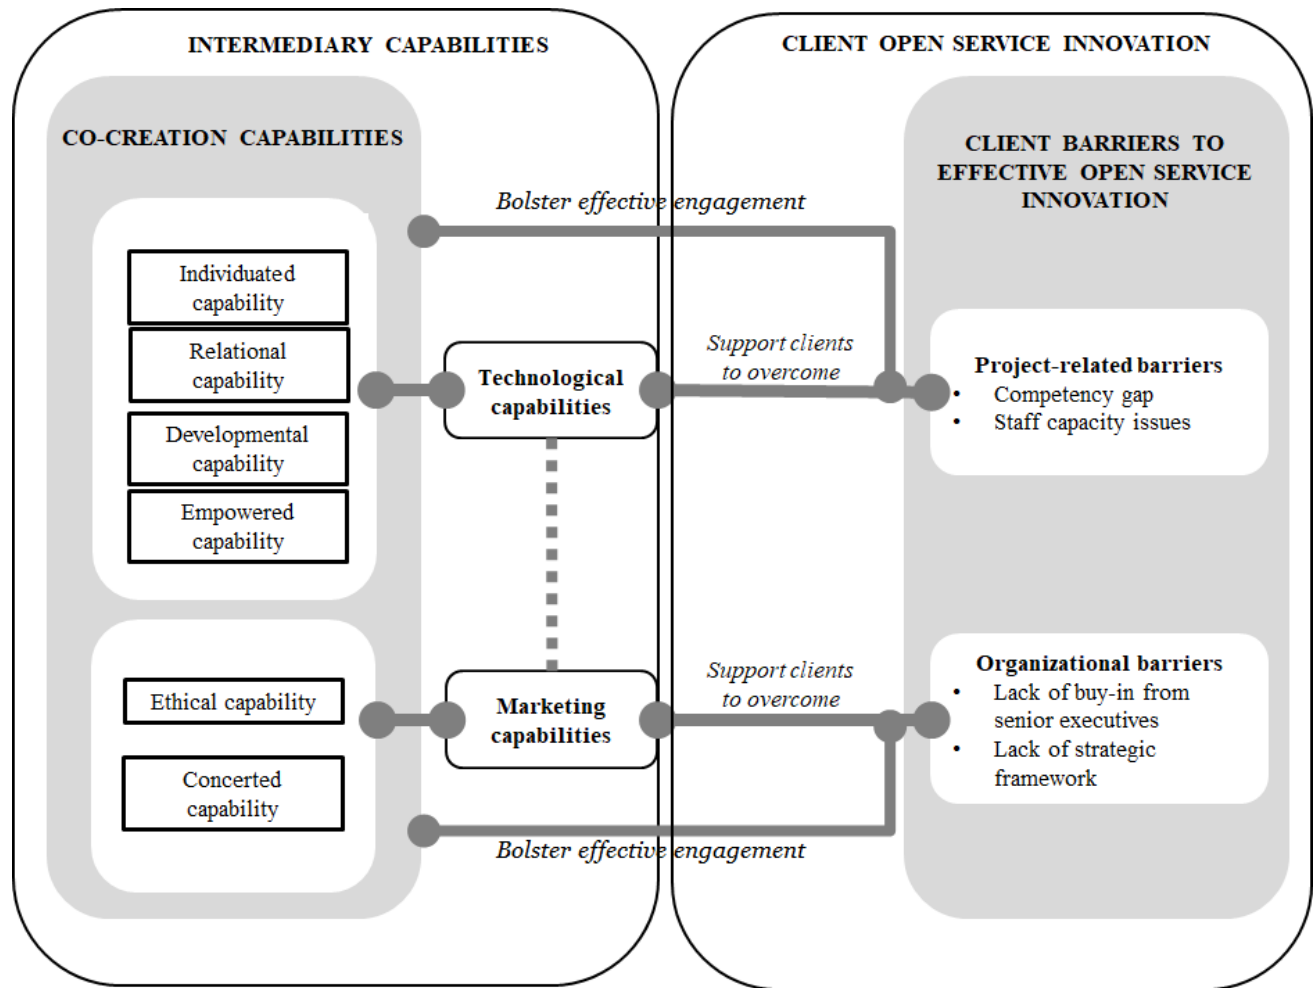 INTERMEDIARY CAPABILITIES
CO-CREATION CAPABILITIES
Individuated
capability
Relational
capability
Developmental
capability
Empowered
capability
Ethical capability
Concerted
capability
Technological
capabilities
Marketing
capabilities
Bolster effective engagement
Support clients
to overcome
Support clients
to overcome
Bolster effective engagement
CLIENT OPEN SERVICE INNOVATION
CLIENT BARRIERS TO
EFFECTIVE OPEN SERVICE
INNOVATION
Project-related barriers
• Competency gap
• Staff capacity issues
Organizational barriers
• Lack of buy-in from
senior executives
• Lack of strategic
framework